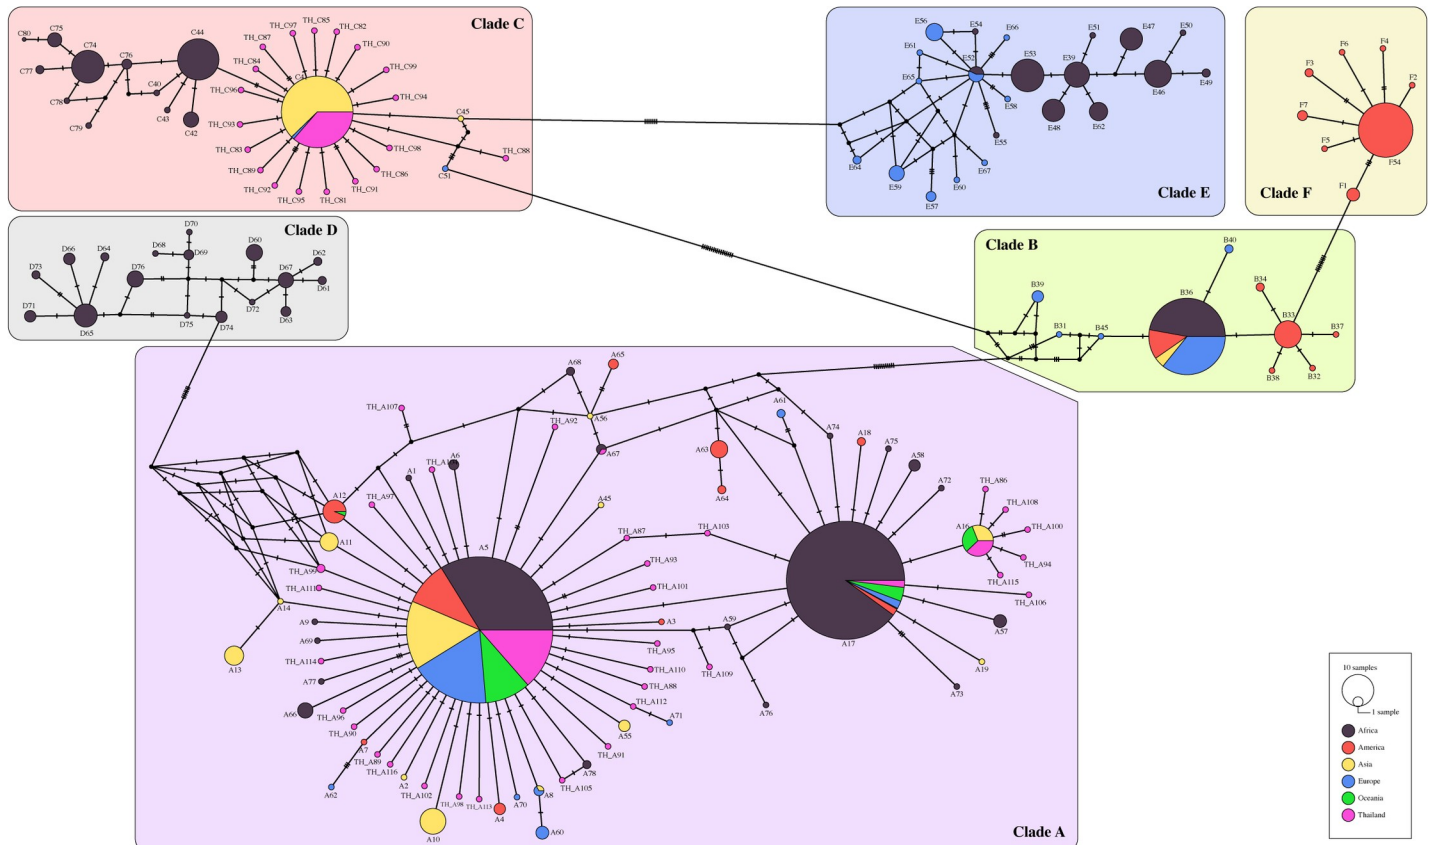 Clade C
C80
C75
C74
C77
C76
C78
C79
C40
C43
C44
C42
TH_C87
TH_C97
TH_C85
TH_C82
TH_C90
TH_C84
TH_C99
TH_C96
TH_C94
TH_C93
TH_C83
TH_C98
TH_C88
TH_C89
TH_C86
TH_C92
TH_C91
TH_C95
TH_C81
C45
C51
Clade E
E56
E54
E66
E61
E52
E65
E58
E53
E39
E51
E47
E50
E49
E46
E48
E62
E55
E64
E59
E67
E60
E57
Clade F
F6
F4
F3
F2
F7
F5
F54
F1
Clade D
D70
D66
D64
D68
D69
D60
D62
D73
D76
D67
D61
D71
D65
D75
D74
D72
D63
Clade B
B40
B39
B36
B34
B31
B45
B33
B37
B38
B32
Clade A
A68
A65
TH_A107
A56
TH_A92
A61
A67
A74
A18
A75
A63
A58
A6
A1
A64
A72
TH_A86
TH_A97
A45
TH_A108
A12
TH_A87
TH_A103
A16
TH_A100
A11
A5
TH_A94
TH_A99
TH_A93
TH_A115
TH_A111
TH_A101
TH_A106
A14
A9
A3
A59
A57
A69
TH_A95
A17
TH_A114
TH_A110
TH_A109
A19
A77
TH_A88
A73
A13
A66
TH_A96
TH_A112
A76
TH_A90
A71
A55
A7
TH_A89
TH_A91
TH_A116
A78
A2
TH_A105
A62
TH_A102
TH_A98
TH_A113
A70
A8
A4
A10
A60
10 samples
1 sample
Africa
America
Asia
Europe
Oceania
Thailand